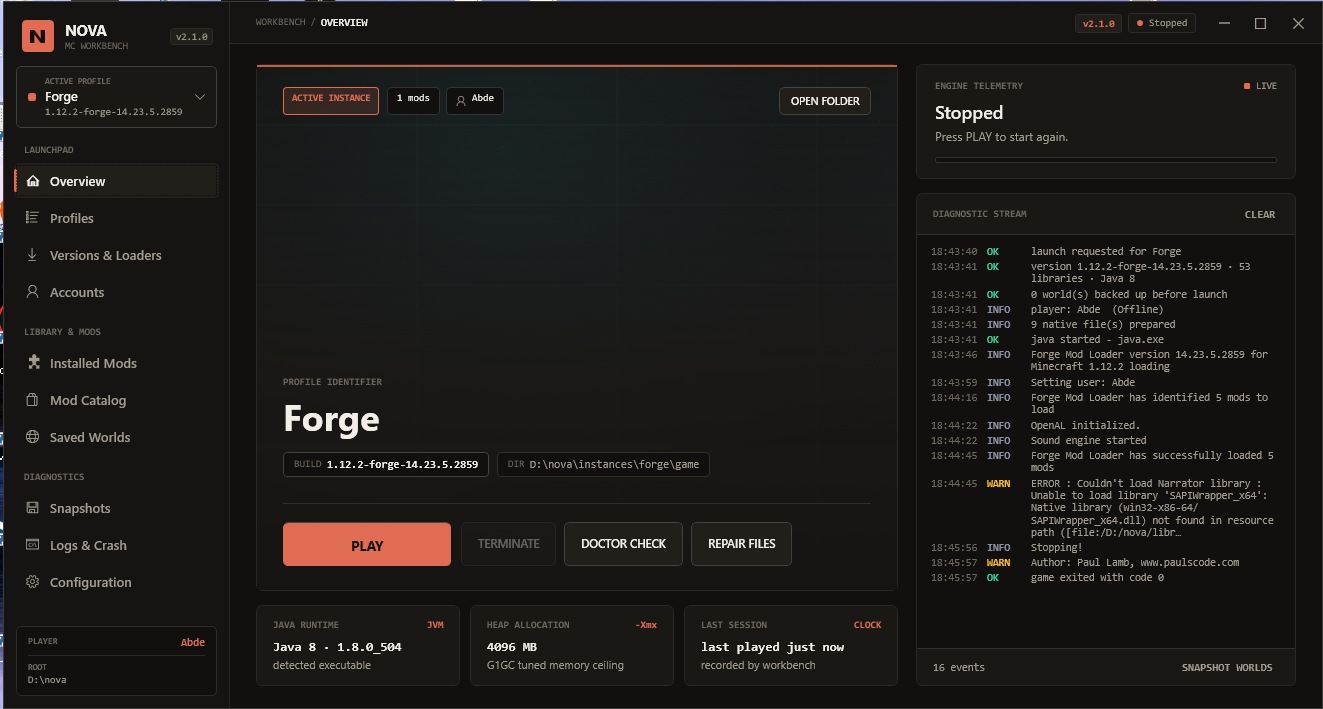 N
NOVA
MC WORKBENCH
v2.1.0
ACTIVE PROFILE
Forge
1.12.2-forge-14.23.5.2859
LAUNCHPAD
Overview
Profiles
Versions & Loaders
Accounts
LIBRARY & MODS
Installed Mods
Mod Catalog
Saved Worlds
DIAGNOSTICS
Snapshots
Logs & Crash
Configuration
PLAYER Abde
ROOT
D:\nova
WORKBENCH / OVERVIEW
v2.1.0
Stopped
ACTIVE INSTANCE
1 mods
Abde
OPEN FOLDER
PROFILE IDENTIFIER
Forge
BUILD 1.12.2-forge-14.23.5.2859
DIR D:\nova\instances\forge\game
PLAY
TERMINATE
DOCTOR CHECK
REPAIR FILES
JAVA RUNTIME JVM
Java 8 · 1.8.0_504
detected executable
HEAP ALLOCATION -Xmx
4096 MB
G1GC tuned memory ceiling
LAST SESSION CLOCK
last played just now
recorded by workbench
ENGINE TELEMETRY LIVE
Stopped
Press PLAY to start again.
DIAGNOSTIC STREAM CLEAR
18:43:40 OK launch requested for Forge
18:43:41 OK version 1.12.2-forge-14.23.5.2859 · 53
libraries · Java 8
18:43:41 OK 0 world(s) backed up before launch
18:43:41 INFO player: Abde (Offline)
18:43:41 INFO 9 native file(s) prepared
18:43:41 OK java started - java.exe
18:43:46 INFO Forge Mod Loader version 14.23.5.2859 for
Minecraft 1.12.2 loading
18:43:59 INFO Setting user: Abde
18:44:16 INFO Forge Mod Loader has identified 5 mods to
load
18:44:22 INFO OpenAL initialized.
18:44:22 INFO Sound engine started
18:44:45 INFO Forge Mod Loader has successfully loaded 5
mods
18:44:45 WARN ERROR : Couldn't load Narrator library :
Unable to load library 'SAPIWrapper_x64':
Native library (win32-x86-64/
SAPIWrapper_x64.dll) not found in resource
path ([file:/D:/nova/libr…
18:45:56 INFO Stopping!
18:45:57 WARN Author: Paul Lamb, www.paulscode.com
18:45:57 OK game exited with code 0
16 events
SNAPSHOT WORLDS